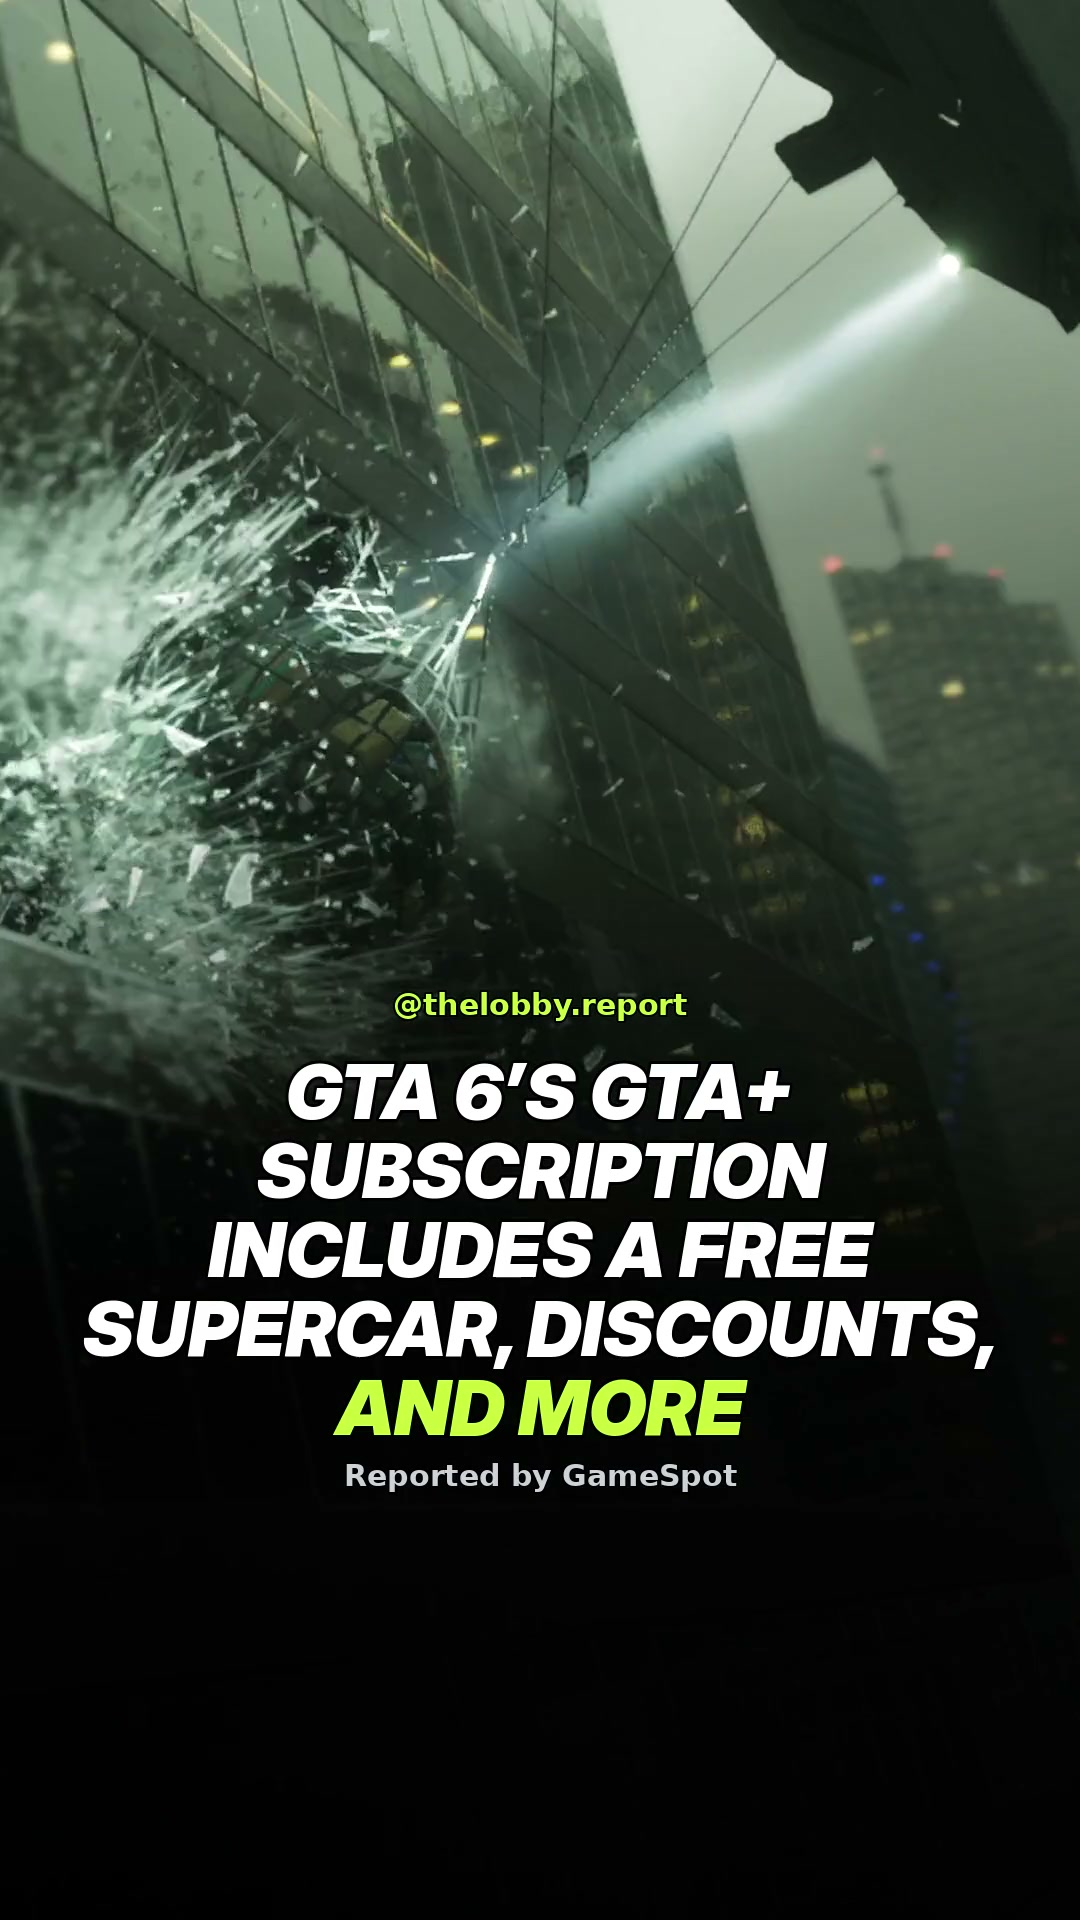 @thelobby.report
GTA 6’S GTA+
SUBSCRIPTION
INCLUDES A FREE
SUPERCAR, DISCOUNTS,
AND MORE
Reported by GameSpot